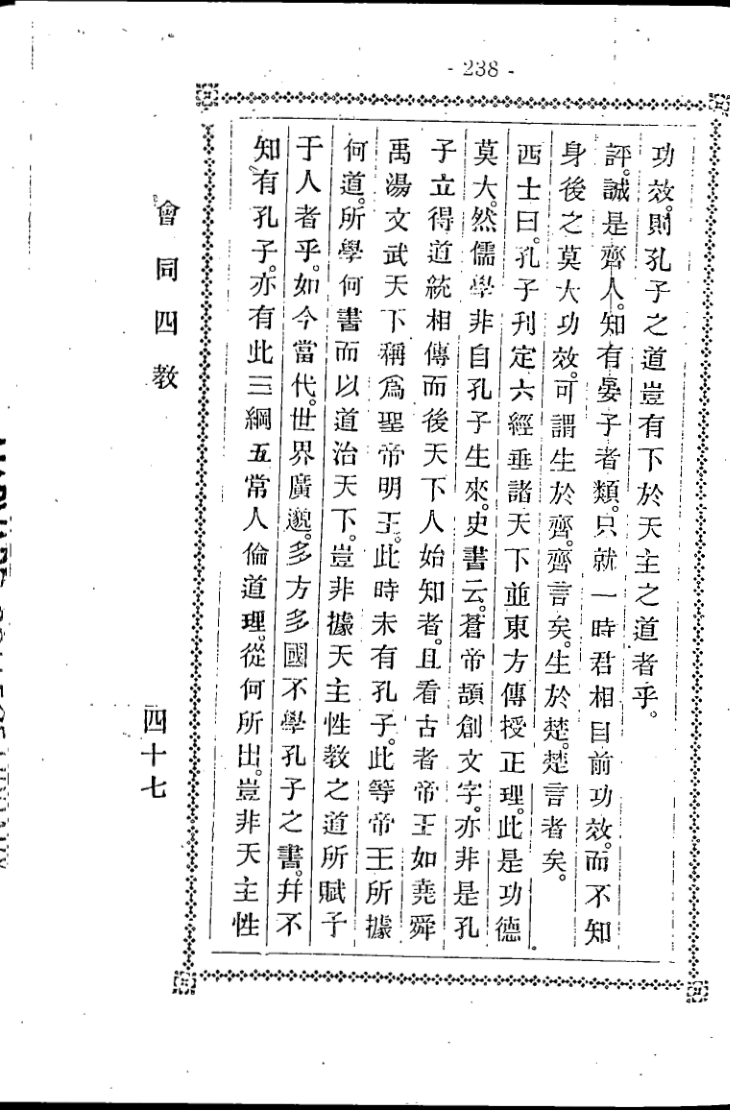 - 238 -
功效。則孔子之道豈有下於天主之道者乎。
評。誠是齊人。知有晏子者類。只就一時君相目前功效。而不知
身後之莫大功效。可謂生於齊。齊言矣。生於楚。楚言者矣。
西士曰。孔子刊定六經垂諸天下並東方傳授正理。此是功德
莫大。然儒學非自孔子生來。史書云。蒼帝頡創文字。亦非是孔
子立得道統相傳而後天下人始知者。且看古者帝王如堯舜
禹湯文武天下稱爲聖帝明王。此時未有孔子。此等帝王所據
何道。所學何書而以道治天下。豈非據天主性教之道所賦予
于人者乎。如今當代。世界廣邈。多方多國不學孔子之書。幷不
知有孔子。亦有此三綱五常人倫道理。從何所出。豈非天主性
會同四教
四十七